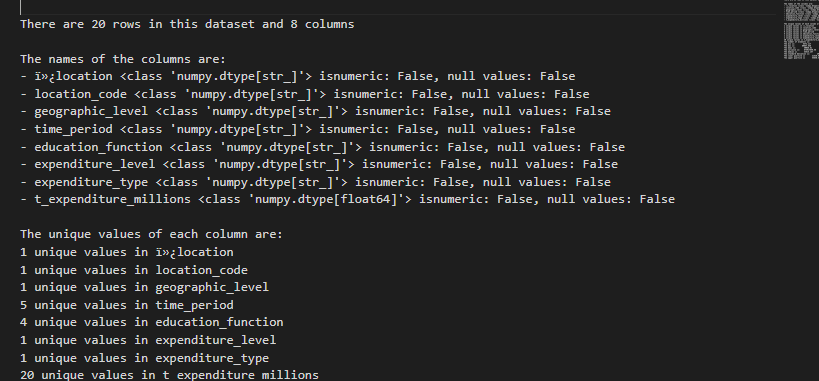 There are 20 rows in this dataset and 8 columns
The names of the columns are:
- ï»¿location <class 'numpy.dtype[str_]'> isnumeric: False, null values: False
- location_code <class 'numpy.dtype[str_]'> isnumeric: False, null values: False
- geographic_level <class 'numpy.dtype[str_]'> isnumeric: False, null values: False
- time_period <class 'numpy.dtype[str_]'> isnumeric: False, null values: False
- education_function <class 'numpy.dtype[str_]'> isnumeric: False, null values: False
- expenditure_level <class 'numpy.dtype[str_]'> isnumeric: False, null values: False
- expenditure_type <class 'numpy.dtype[str_]'> isnumeric: False, null values: False
- t_expenditure_millions <class 'numpy.dtype[float64]'> isnumeric: False, null values: False
The unique values of each column are:
1 unique values in ï»¿location
1 unique values in location_code
1 unique values in geographic_level
5 unique values in time_period
4 unique values in education_function
1 unique values in expenditure_level
1 unique values in expenditure_type
20 unique values in t_expenditure_millions